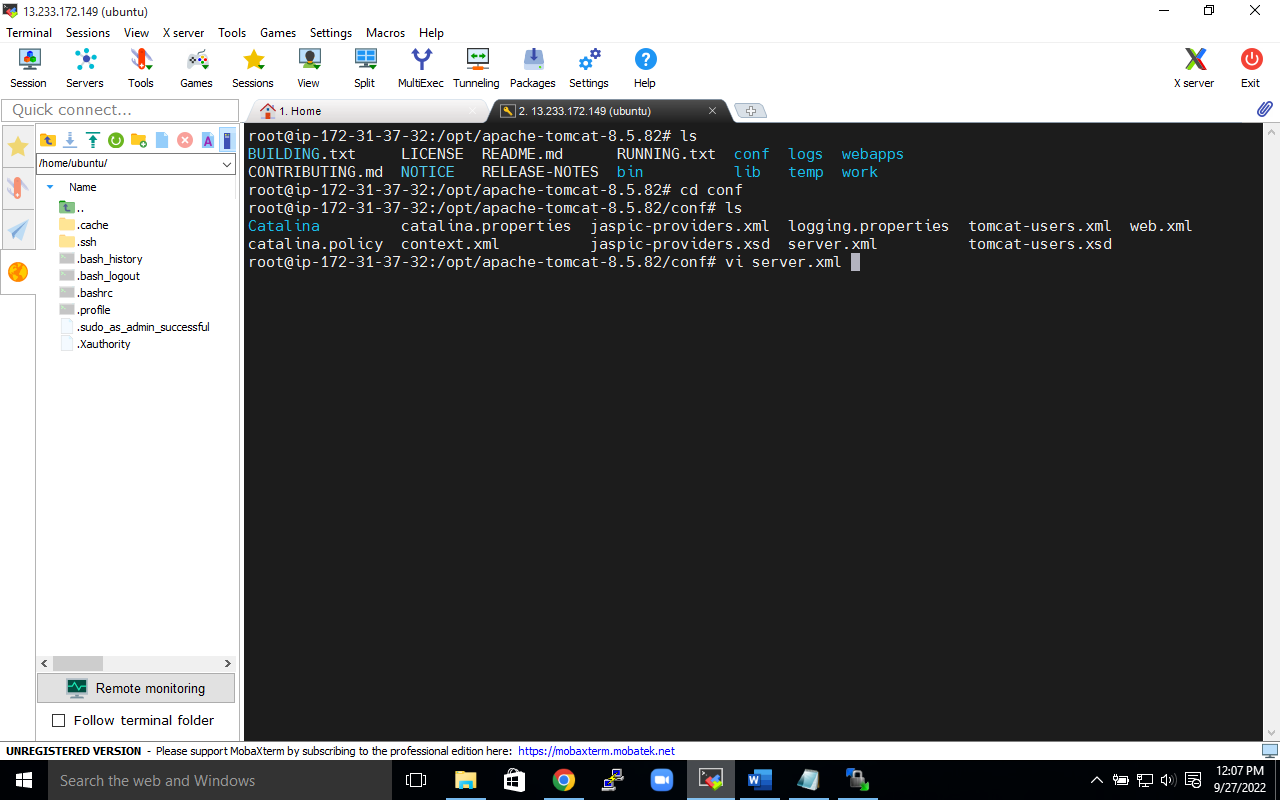 13.233.172.149 (ubuntu)
Terminal Sessions View X server Tools Games Settings Macros Help
Session Servers Tools Games Sessions View Split MultiExec Tunneling Packages Settings Help X server Exit
Quick connect...
1. Home
2. 13.233.172.149 (ubuntu)
/home/ubuntu/
Name
..
.cache
.ssh
.bash_history
.bash_logout
.bashrc
.profile
.sudo_as_admin_successful
.Xauthority
Remote monitoring
Follow terminal folder
root@ip-172-31-37-32:/opt/apache-tomcat-8.5.82# ls
BUILDING.txt LICENSE README.md RUNNING.txt conf logs webapps
CONTRIBUTING.md NOTICE RELEASE-NOTES bin lib temp work
root@ip-172-31-37-32:/opt/apache-tomcat-8.5.82# cd conf
root@ip-172-31-37-32:/opt/apache-tomcat-8.5.82/conf# ls
Catalina catalina.properties jaspic-providers.xml logging.properties tomcat-users.xml web.xml
catalina.policy context.xml jaspic-providers.xsd server.xml tomcat-users.xsd
root@ip-172-31-37-32:/opt/apache-tomcat-8.5.82/conf# vi server.xml
UNREGISTERED VERSION - Please support MobaXterm by subscribing to the professional edition here: https://mobaxterm.mobatek.net
Search the web and Windows
12:07 PM
9/27/2022